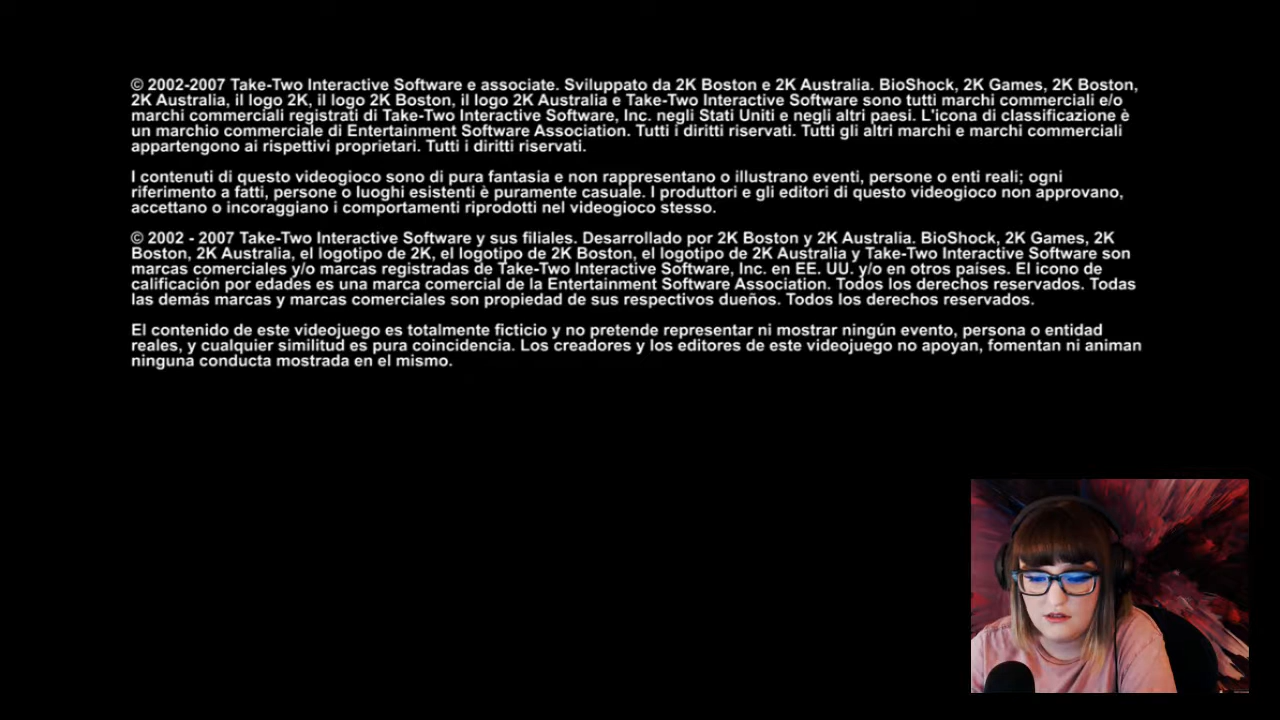 © 2002-2007 Take-Two Interactive Software e associate. Sviluppato da 2K Boston e 2K Australia. BioShock, 2K Games, 2K Boston,
2K Australia, il logo 2K, il logo 2K Boston, il logo 2K Australia e Take-Two Interactive Software sono tutti marchi commerciali e/o
marchi commerciali registrati di Take-Two Interactive Software, Inc. negli Stati Uniti e negli altri paesi. L'icona di classificazione è
un marchio commerciale di Entertainment Software Association. Tutti i diritti riservati. Tutti gli altri marchi e marchi commerciali
appartengono ai rispettivi proprietari. Tutti i diritti riservati.
I contenuti di questo videogioco sono di pura fantasia e non rappresentano o illustrano eventi, persone o enti reali; ogni
riferimento a fatti, persone o luoghi esistenti è puramente casuale. I produttori e gli editori di questo videogioco non approvano,
accettano o incoraggiano i comportamenti riprodotti nel videogioco stesso.
© 2002 - 2007 Take-Two Interactive Software y sus filiales. Desarrollado por 2K Boston y 2K Australia. BioShock, 2K Games, 2K
Boston, 2K Australia, el logotipo de 2K, el logotipo de 2K Boston, el logotipo de 2K Australia y Take-Two Interactive Software son
marcas comerciales y/o marcas registradas de Take-Two Interactive Software, Inc. en EE. UU. y/o en otros países. El icono de
calificación por edades es una marca comercial de la Entertainment Software Association. Todos los derechos reservados. Todas
las demás marcas y marcas comerciales son propiedad de sus respectivos dueños. Todos los derechos reservados.
El contenido de este videojuego es totalmente ficticio y no pretende representar ni mostrar ningún evento, persona o entidad
reales, y cualquier similitud es pura coincidencia. Los creadores y los editores de este videojuego no apoyan, fomentan ni animan
ninguna conducta mostrada en el mismo.